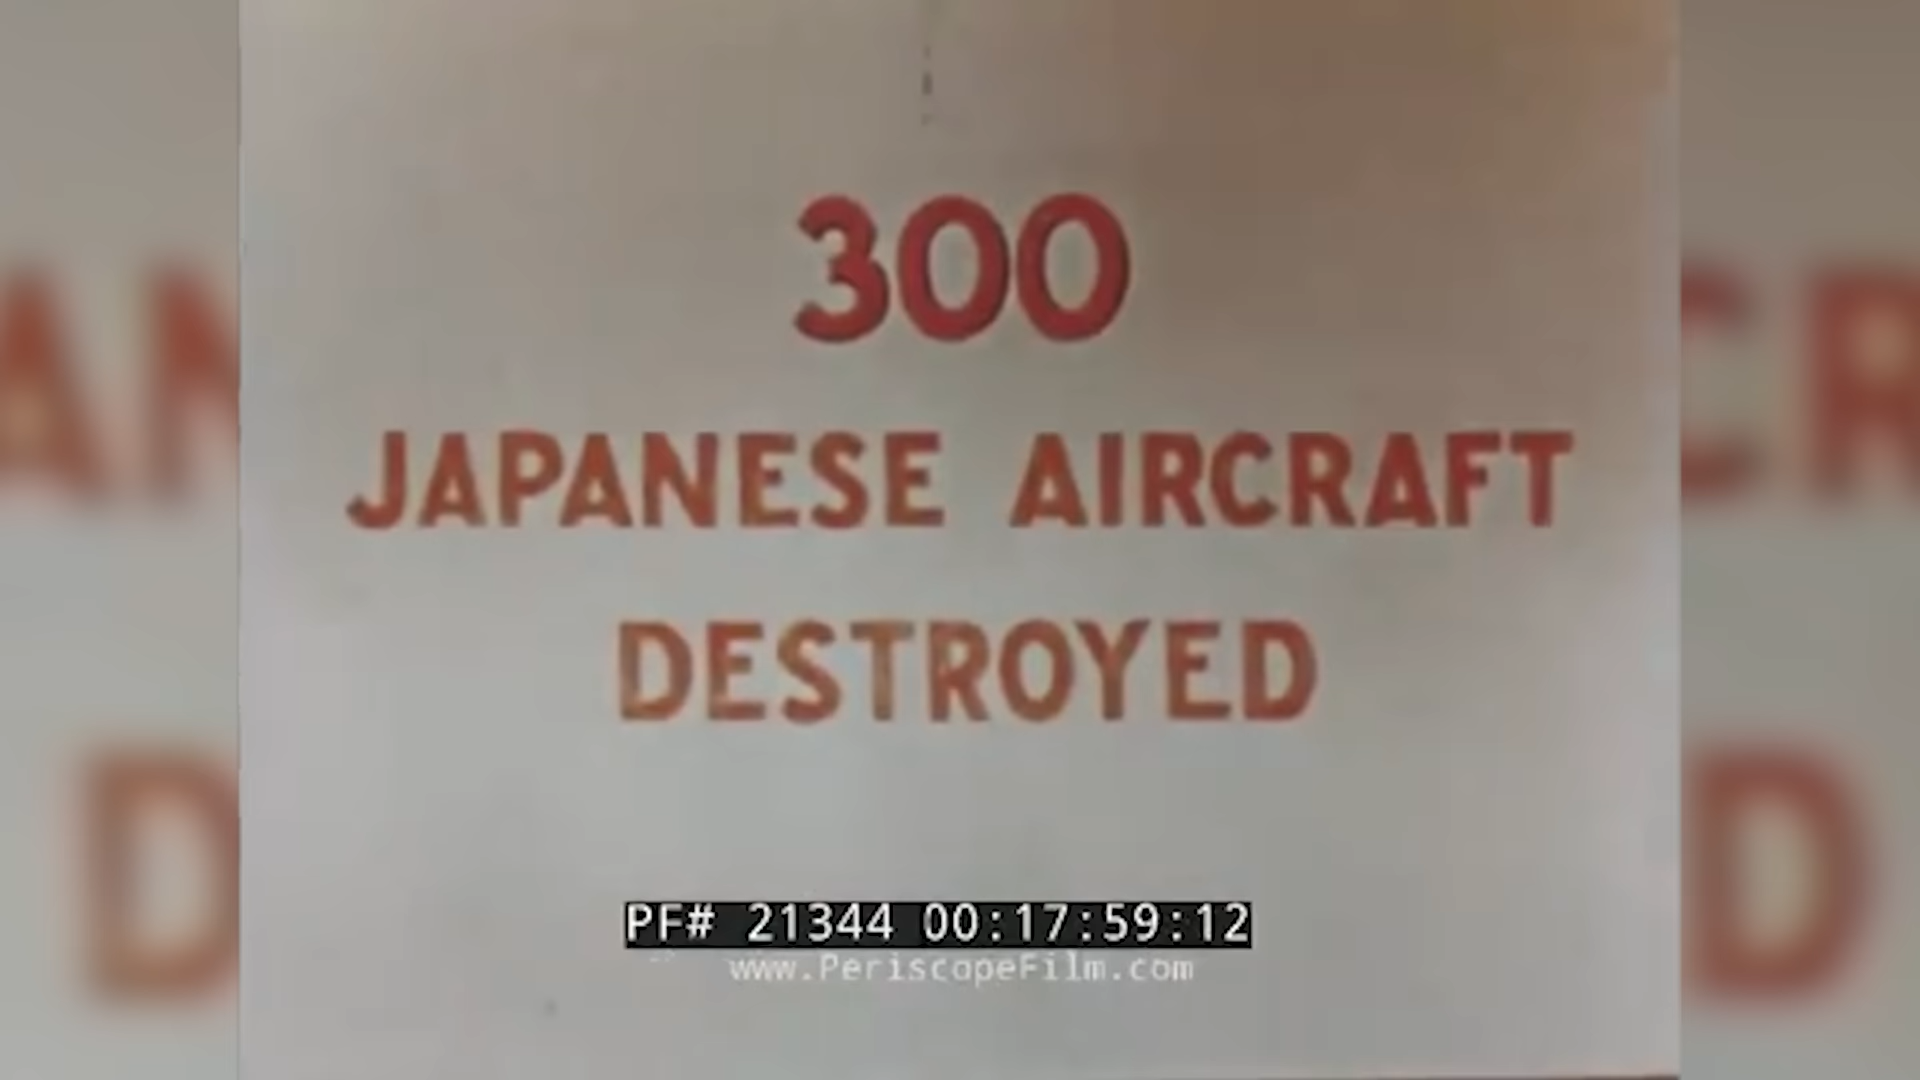 300
JAPANESE AIRCRAFT
DESTROYED
PF# 21344 00:17:59:12
www.PeriscopeFilm.com